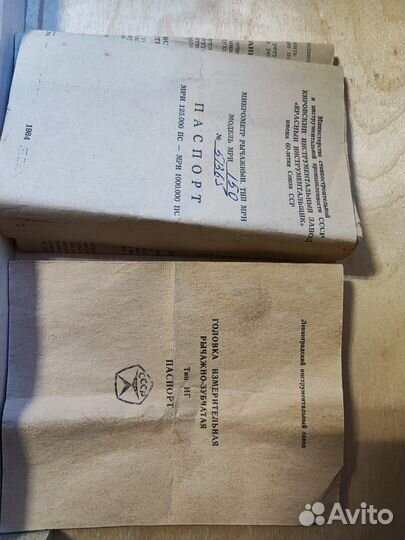 Министерство станкостроительной
и инструментальной промышленности СССР
КИРОВСКИЙ ИНСТРУМЕНТАЛЬНЫЙ ЗАВОД
«КРАСНЫЙ ИНСТРУМЕНТАЛЬЩИК»
имени 60-летия Союза ССР
МИКРОМЕТР РЫЧАЖНЫЙ, ТИП МРИ
МОДЕЛЬ МРИ 150
№ 57365
ПАСПОРТ
МРИ 125.000 ПС — МРИ 1000.000 ПС
1984
Ленинградский инструментальный завод
ГОЛОВКА ИЗМЕРИТЕЛЬНАЯ
РЫЧАЖНО-ЗУБЧАТАЯ
Тип ИГ
ПАСПОРТ
СССР
Avito